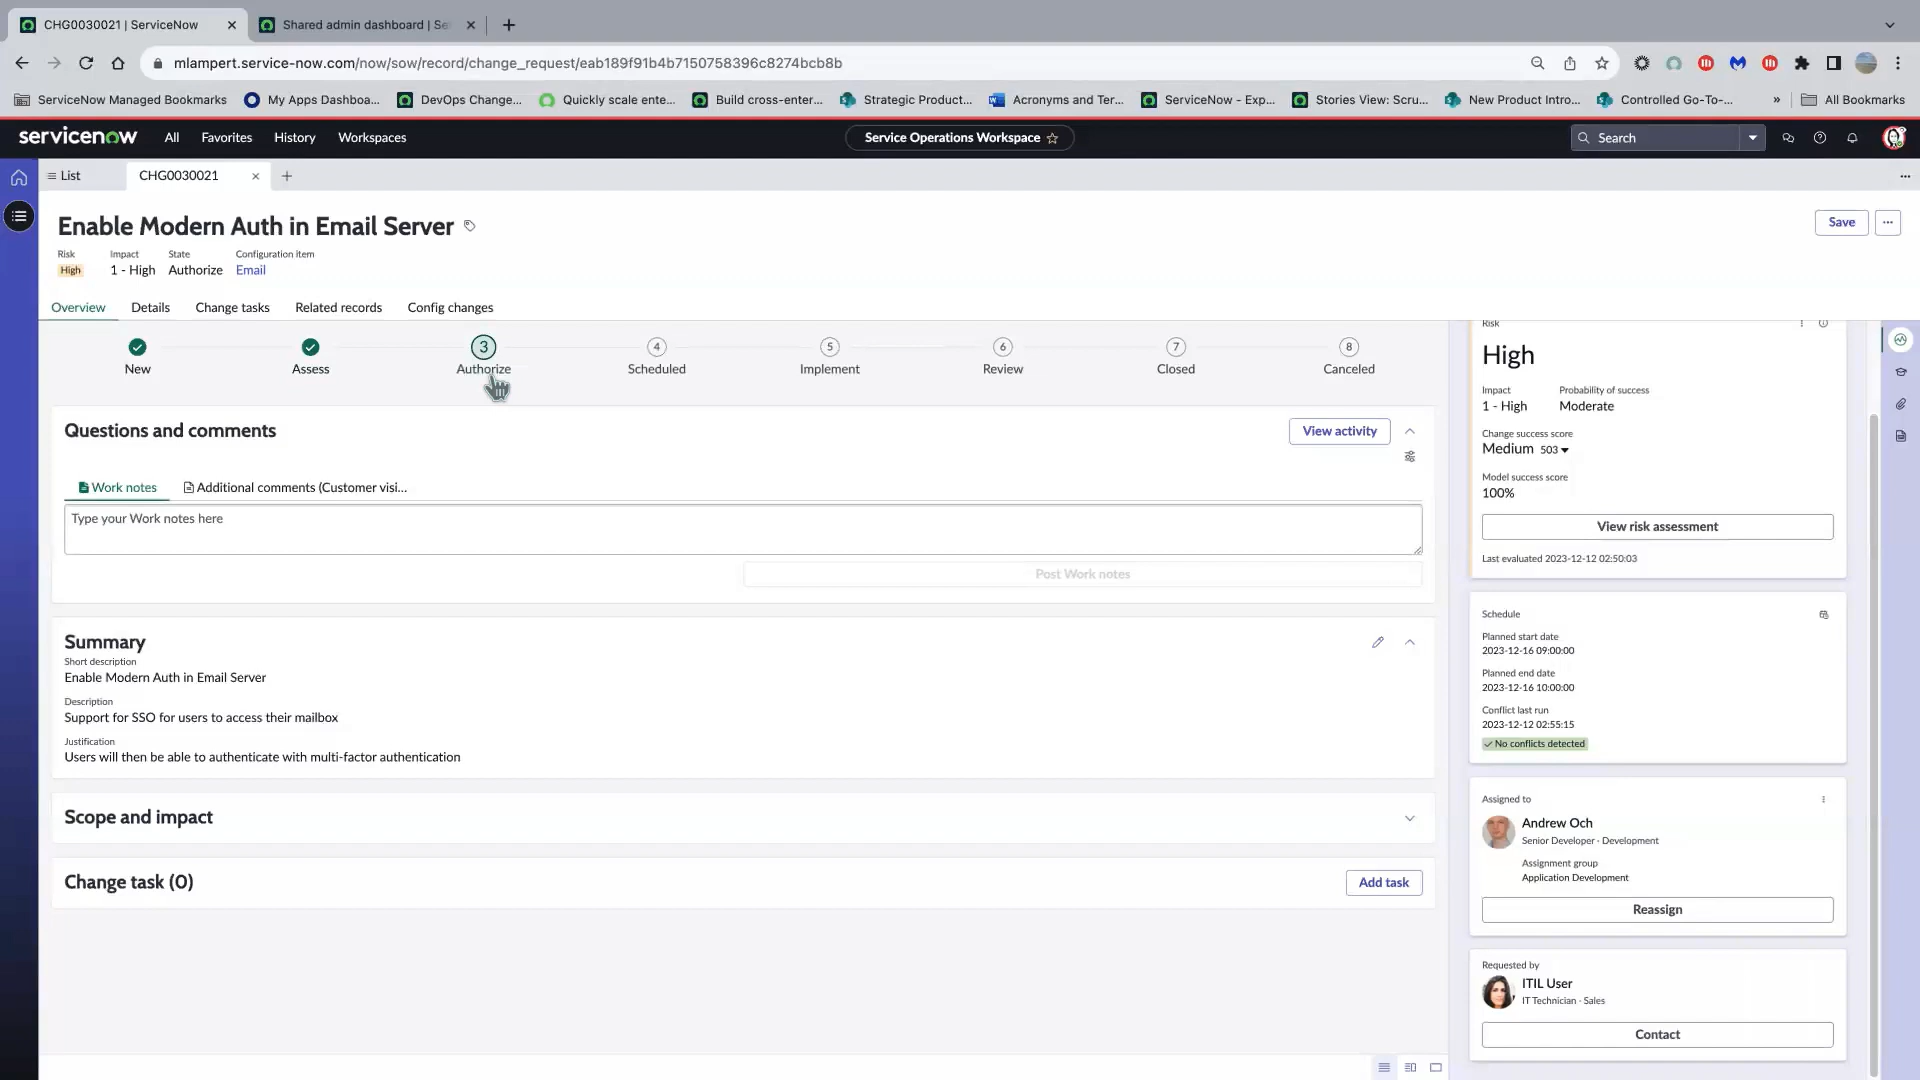 CHG0030021 | ServiceNow
Shared admin dashboard | Se
mlampert.service-now.com/now/sow/record/change_request/eab189f91b4b7150758396c8274bcb8b
ServiceNow Managed Bookmarks
My Apps Dashboa...
DevOps Change...
Quickly scale ente...
Build cross-enter...
Strategic Product...
Acronyms and Ter...
ServiceNow - Exp...
Stories View: Scru...
New Product Intro...
Controlled Go-To-...
»
All Bookmarks
servicenow
All
Favorites
History
Workspaces
Service Operations Workspace
Search
List
CHG0030021
Enable Modern Auth in Email Server
Save
Risk
Impact
State
Configuration item
High
1 - High
Authorize
Email
Overview
Details
Change tasks
Related records
Config changes
3
4
5
6
7
8
New
Assess
Authorize
Scheduled
Implement
Review
Closed
Canceled
Questions and comments
View activity
Work notes
Additional comments (Customer visi...
Type your Work notes here
Post Work notes
Summary
Short description
Enable Modern Auth in Email Server
Description
Support for SSO for users to access their mailbox
Justification
Users will then be able to authenticate with multi-factor authentication
Scope and impact
Change task (0)
Add task
Risk
High
Impact
Probability of success
1 - High
Moderate
Change success score
Medium 503
Model success score
100%
View risk assessment
Last evaluated 2023-12-12 02:50:03
Schedule
Planned start date
2023-12-16 09:00:00
Planned end date
2023-12-16 10:00:00
Conflict last run
2023-12-12 02:55:15
No conflicts detected
Assigned to
Andrew Och
Senior Developer · Development
Assignment group
Application Development
Reassign
Requested by
ITIL User
IT Technician · Sales
Contact